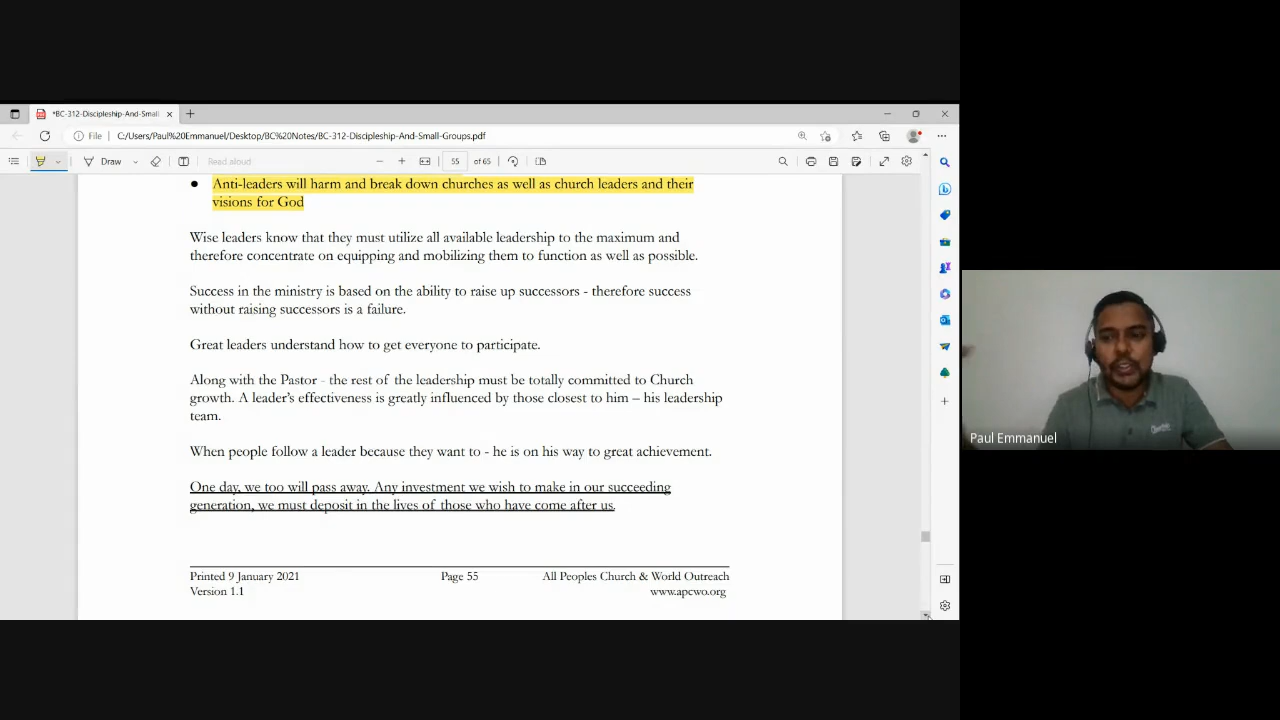 *BC-312-Discipleship-And-Small
File
C:/Users/Paul%20Emmanuel/Desktop/BC%20Notes/BC-312-Discipleship-And-Small-Groups.pdf
Draw
Read aloud
55
of 65
● Anti-leaders will harm and break down churches as well as church leaders and their
visions for God
Wise leaders know that they must utilize all available leadership to the maximum and
therefore concentrate on equipping and mobilizing them to function as well as possible.
Success in the ministry is based on the ability to raise up successors - therefore success
without raising successors is a failure.
Great leaders understand how to get everyone to participate.
Along with the Pastor - the rest of the leadership must be totally committed to Church
growth. A leader's effectiveness is greatly influenced by those closest to him – his leadership
team.
When people follow a leader because they want to - he is on his way to great achievement.
One day, we too will pass away. Any investment we wish to make in our succeeding
generation, we must deposit in the lives of those who have come after us.
Printed 9 January 2021 Page 55 All Peoples Church & World Outreach
Version 1.1 www.apcwo.org
Paul Emmanuel